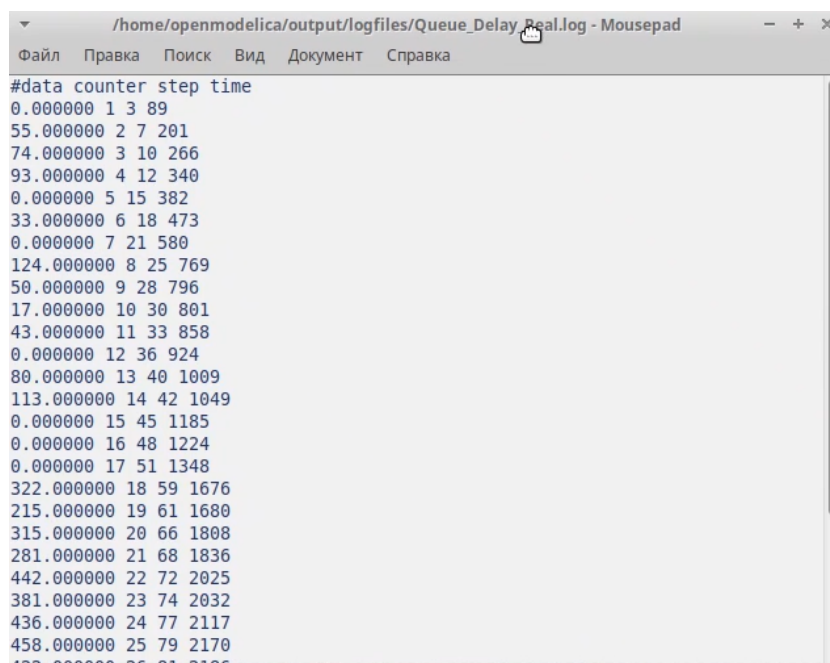 /home/openmodelica/output/logfiles/Queue_Delay_Real.log - Mousepad
Файл Правка Поиск Вид Документ Справка
#data counter step time
0.000000 1 3 89
55.000000 2 7 201
74.000000 3 10 266
93.000000 4 12 340
0.000000 5 15 382
33.000000 6 18 473
0.000000 7 21 580
124.000000 8 25 769
50.000000 9 28 796
17.000000 10 30 801
43.000000 11 33 858
0.000000 12 36 924
80.000000 13 40 1009
113.000000 14 42 1049
0.000000 15 45 1185
0.000000 16 48 1224
0.000000 17 51 1348
322.000000 18 59 1676
215.000000 19 61 1680
315.000000 20 66 1808
281.000000 21 68 1836
442.000000 22 72 2025
381.000000 23 74 2032
436.000000 24 77 2117
458.000000 25 79 2170